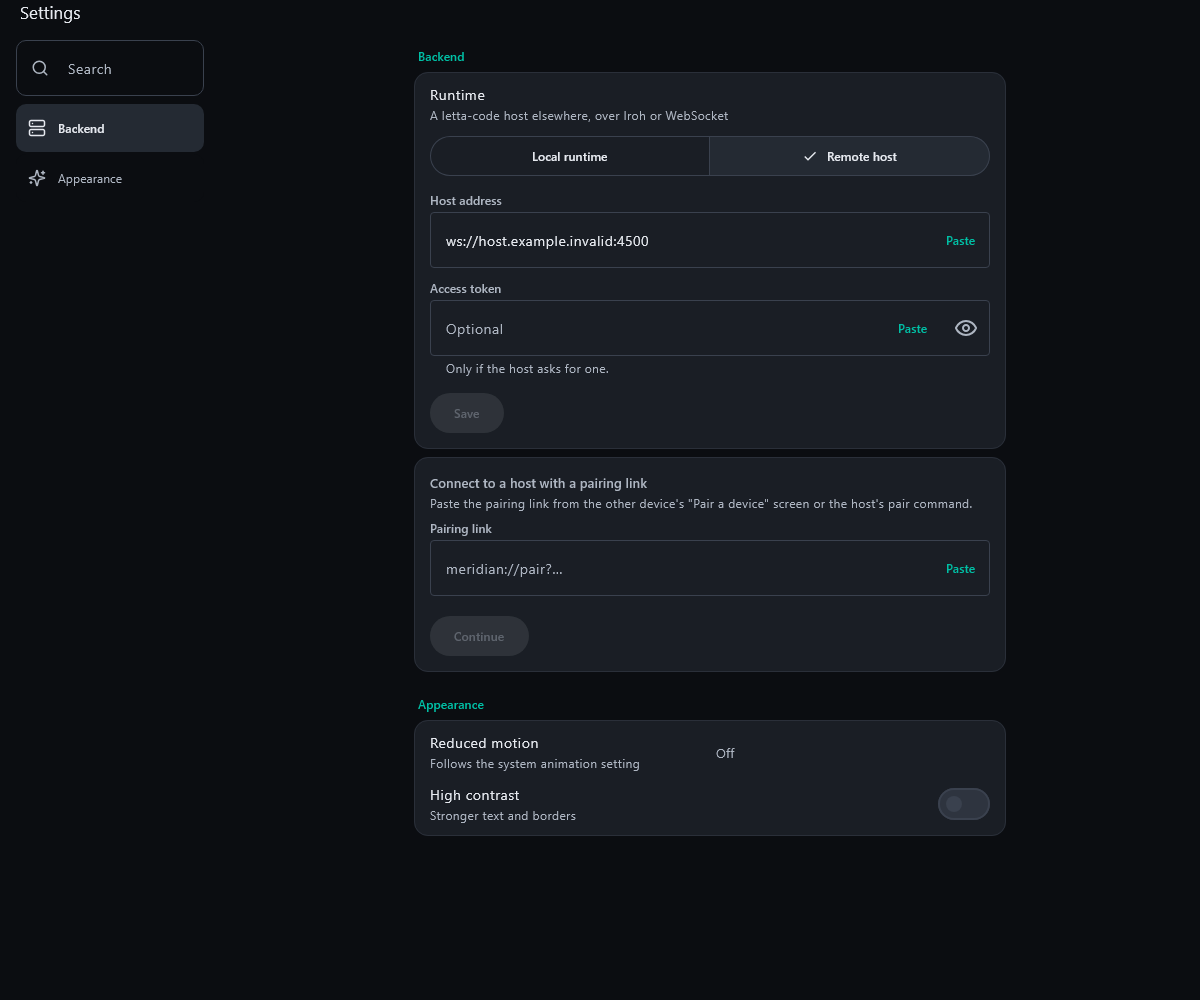 Settings
Search
Backend
Appearance
Backend
Runtime
A letta-code host elsewhere, over Iroh or WebSocket
Local runtime
Remote host
Host address
ws://host.example.invalid:4500
Paste
Access token
Optional
Paste
Only if the host asks for one.
Save
Connect to a host with a pairing link
Paste the pairing link from the other device's "Pair a device" screen or the host's pair command.
Pairing link
meridian://pair?...
Paste
Continue
Appearance
Reduced motion
Follows the system animation setting
Off
High contrast
Stronger text and borders